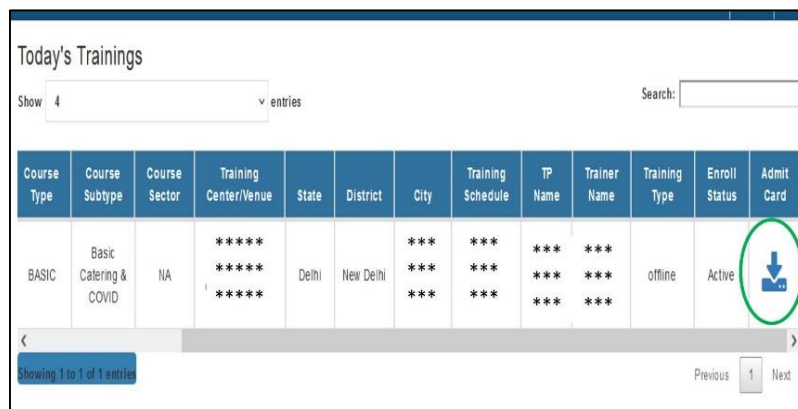 Today's Trainings
Show 4 entries
Search:
Course Type Course Subtype Course Sector Training Center/Venue State District City Training Schedule TP Name Trainer Name Training Type Enroll Status Admit Card
BASIC Basic Catering & COVID NA ***** ***** ***** Delhi New Delhi *** *** *** *** *** *** *** *** *** *** *** *** offline Active
Showing 1 to 1 of 1 entries
Previous 1 Next